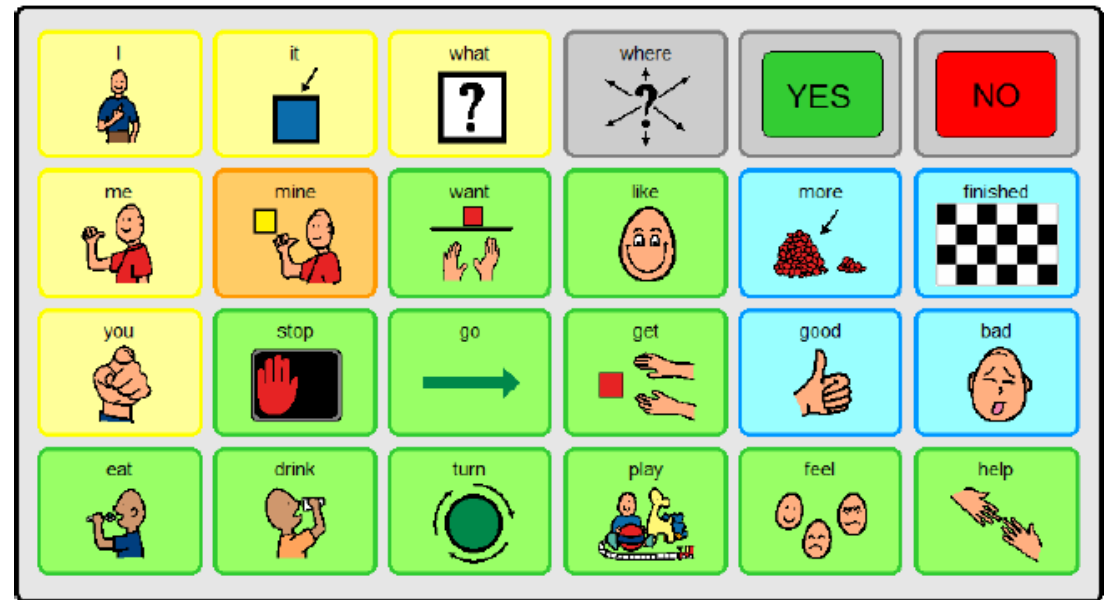 I it what where YES NO
me mine want like more finished
you stop go get good bad
eat drink turn play feel help